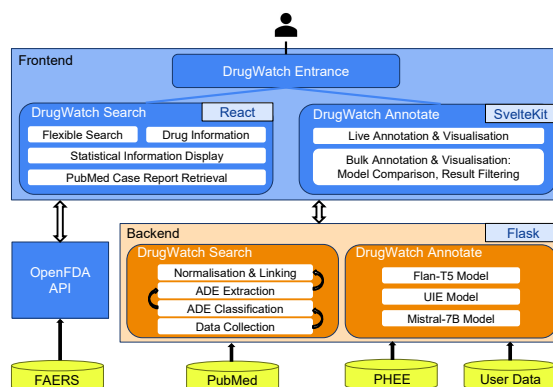 Frontend
DrugWatch Entrance
DrugWatch Search
React
Flexible Search
Drug Information
Statistical Information Display
PubMed Case Report Retrieval
DrugWatch Annotate
SvelteKit
Live Annotation & Visualisation
Bulk Annotation & Visualisation:
Model Comparison, Result Filtering
OpenFDA
API
Backend
Flask
DrugWatch Search
Normalisation & Linking
ADE Extraction
ADE Classification
Data Collection
DrugWatch Annotate
Flan-T5 Model
UIE Model
Mistral-7B Model
FAERS
PubMed
PHEE
User Data